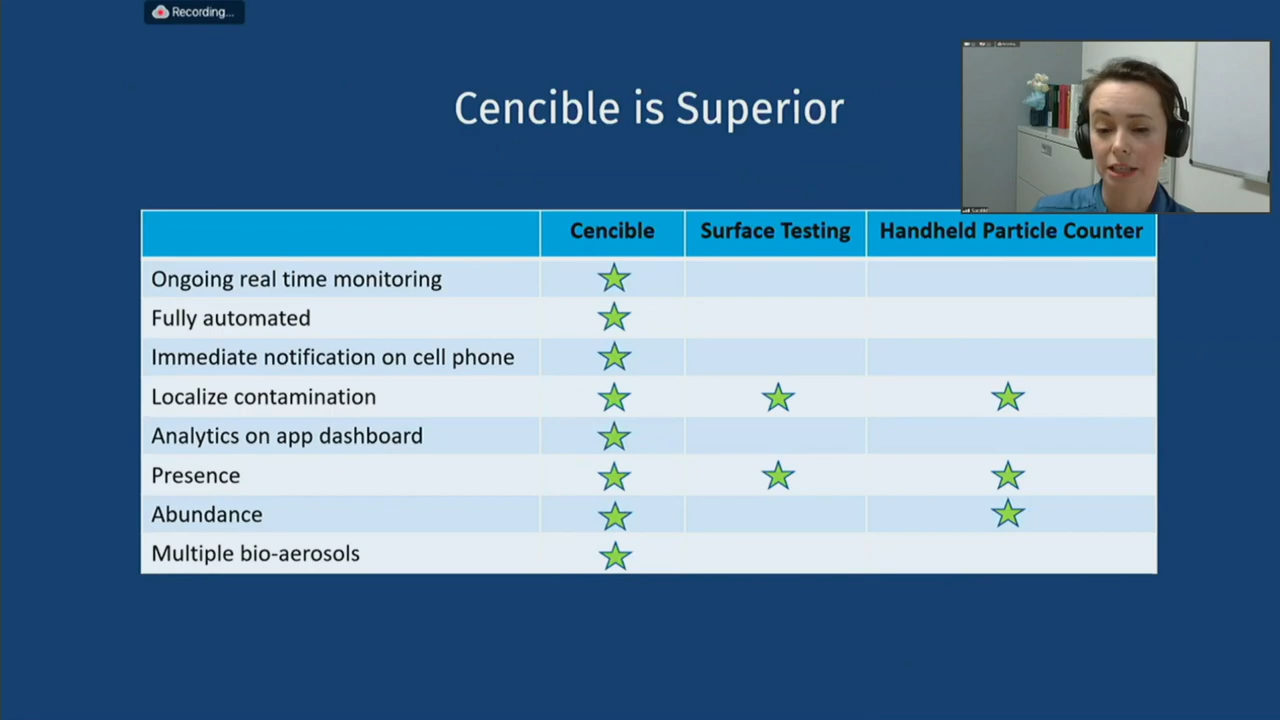 Recording...
Cencible is Superior
Cencible Surface Testing Handheld Particle Counter
Ongoing real time monitoring
Fully automated
Immediate notification on cell phone
Localize contamination
Analytics on app dashboard
Presence
Abundance
Multiple bio-aerosols